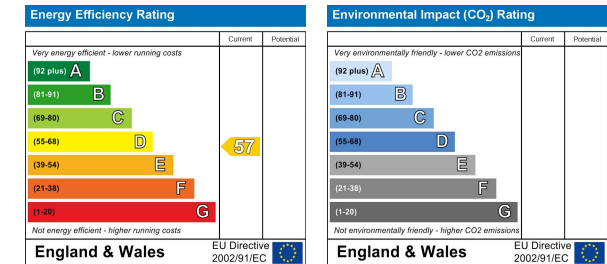 Energy Efficiency Rating
Current Potential
Very energy efficient - lower running costs
(92 plus) A
(81-91) B
(69-80) C
(55-68) D
57
(39-54) E
(21-38) F
(1-20) G
Not energy efficient - higher running costs
England & Wales
EU Directive
2002/91/EC
Environmental Impact (CO2) Rating
Current Potential
Very environmentally friendly - lower CO2 emissions
(92 plus) A
(81-91) B
(69-80) C
(55-68) D
(39-54) E
(21-38) F
(1-20) G
Not environmentally friendly - higher CO2 emissions
England & Wales
EU Directive
2002/91/EC